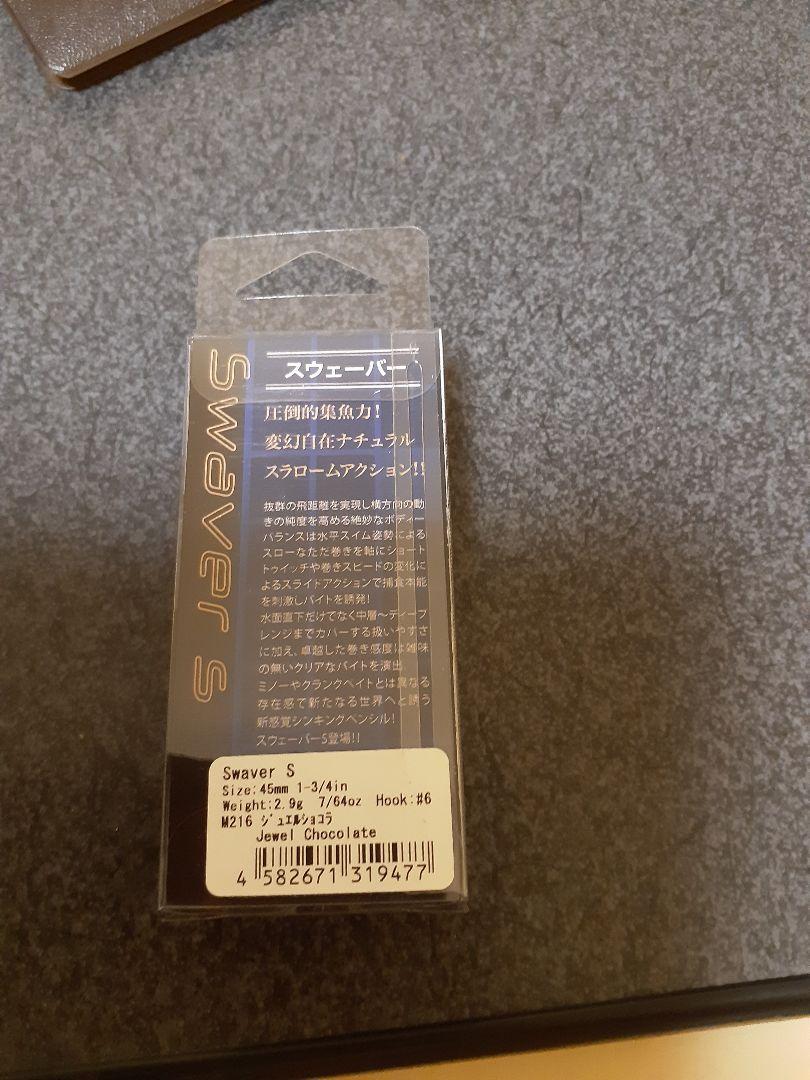 Swaver S
スウェーバー
圧倒的集魚力!
変幻自在ナチュラル
スラロームアクション!!
抜群の飛距離を実現し横方向の動
きの純度を高める絶妙なボディー
バランスは水平スイム姿勢による
スローなただ巻きを軸にショート
トゥイッチや巻きスピードの変化に
よるスライドアクションで捕食本能
を刺激しバイトを誘発!
水面直下だけでなく中層〜ディープ
レンジまでカバーする扱いやすさ
に加え、卓越した巻き感度は雑味
の無いクリアなバイトを演出。
ミノーやクランクベイトとは異なる
存在感で新たなる世界へと誘う
新感覚シンキングペンシル!
スウェーバーS登場!!
Swaver S
Size:45mm 1-3/4in
Weight:2.9g 7/64oz Hook:#6
M216 ジュエルショコラ
Jewel Chocolate
4 582671 319477